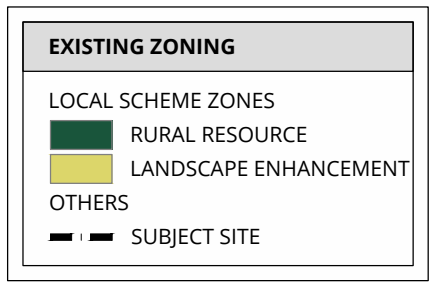 EXISTING ZONING
LOCAL SCHEME ZONES
RURAL RESOURCE
LANDSCAPE ENHANCEMENT
OTHERS
SUBJECT SITE